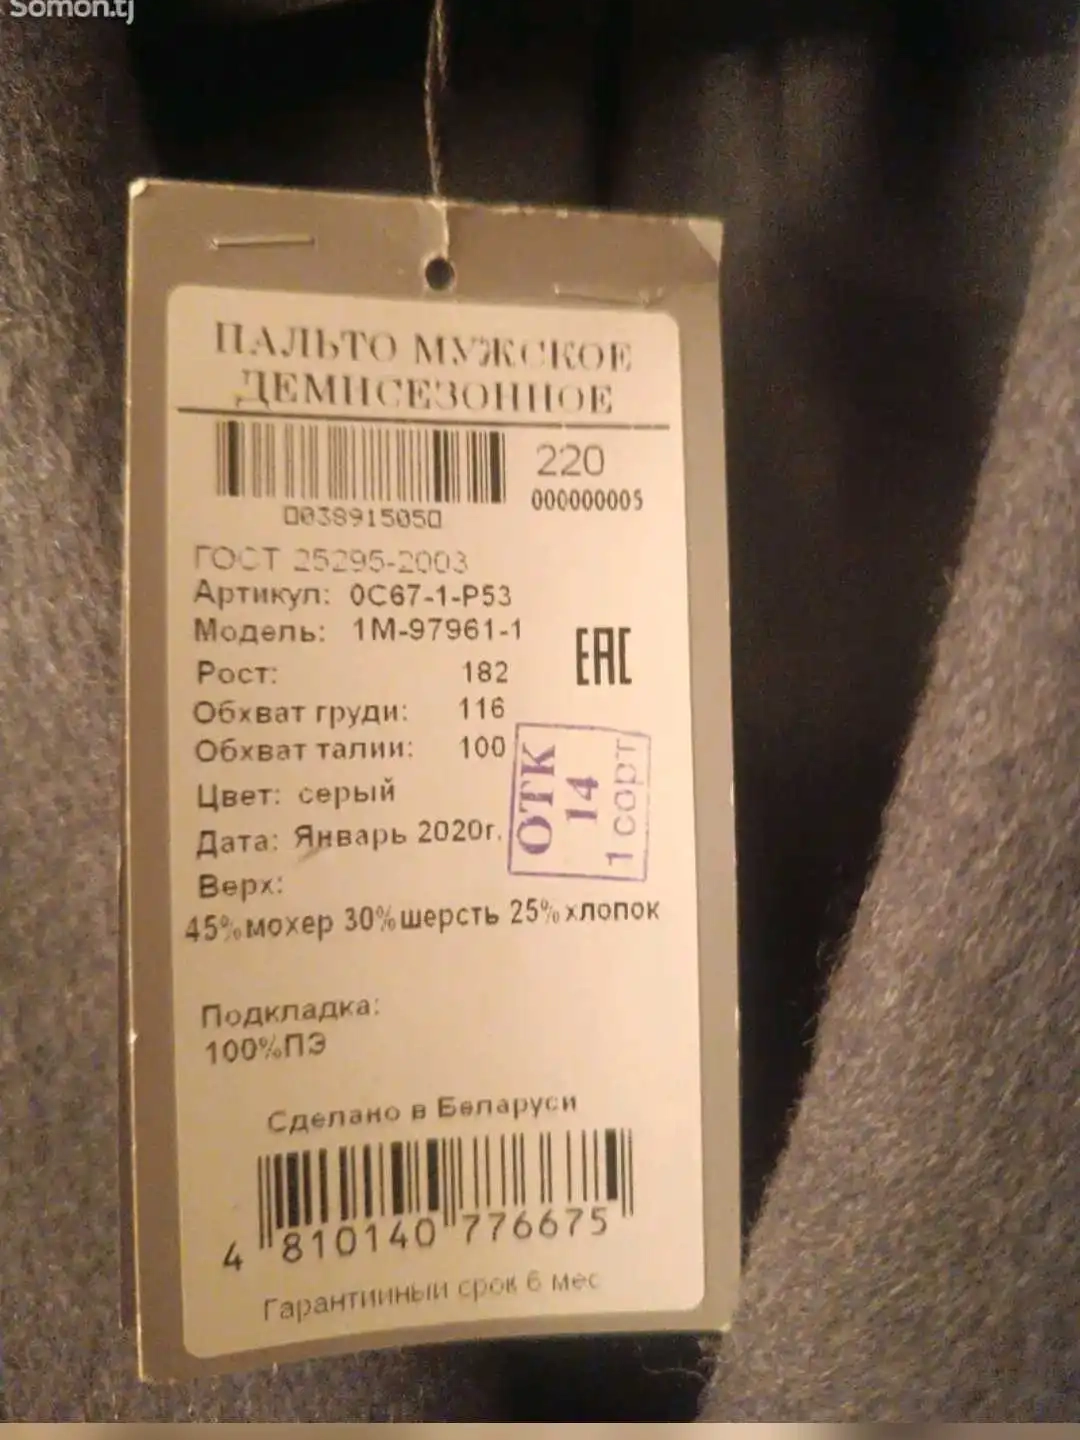 Somon.tj
ПАЛЬТО МУЖСКОЕ
ДЕМИСЕЗОННОЕ
220
000000005
0038915050
ГОСТ 25295-2003
Артикул: 0С67-1-Р53
Модель: 1М-97961-1
ЕАС
Рост: 182
Обхват груди: 116
Обхват талии: 100
ОТК
14
1 сорт
Цвет: серый
Дата: Январь 2020г.
Верх:
45%мохер 30%шерсть 25%хлопок
Подкладка:
100%ПЭ
Сделано в Беларуси
4 810140 776675
Гарантийный срок 6 мес